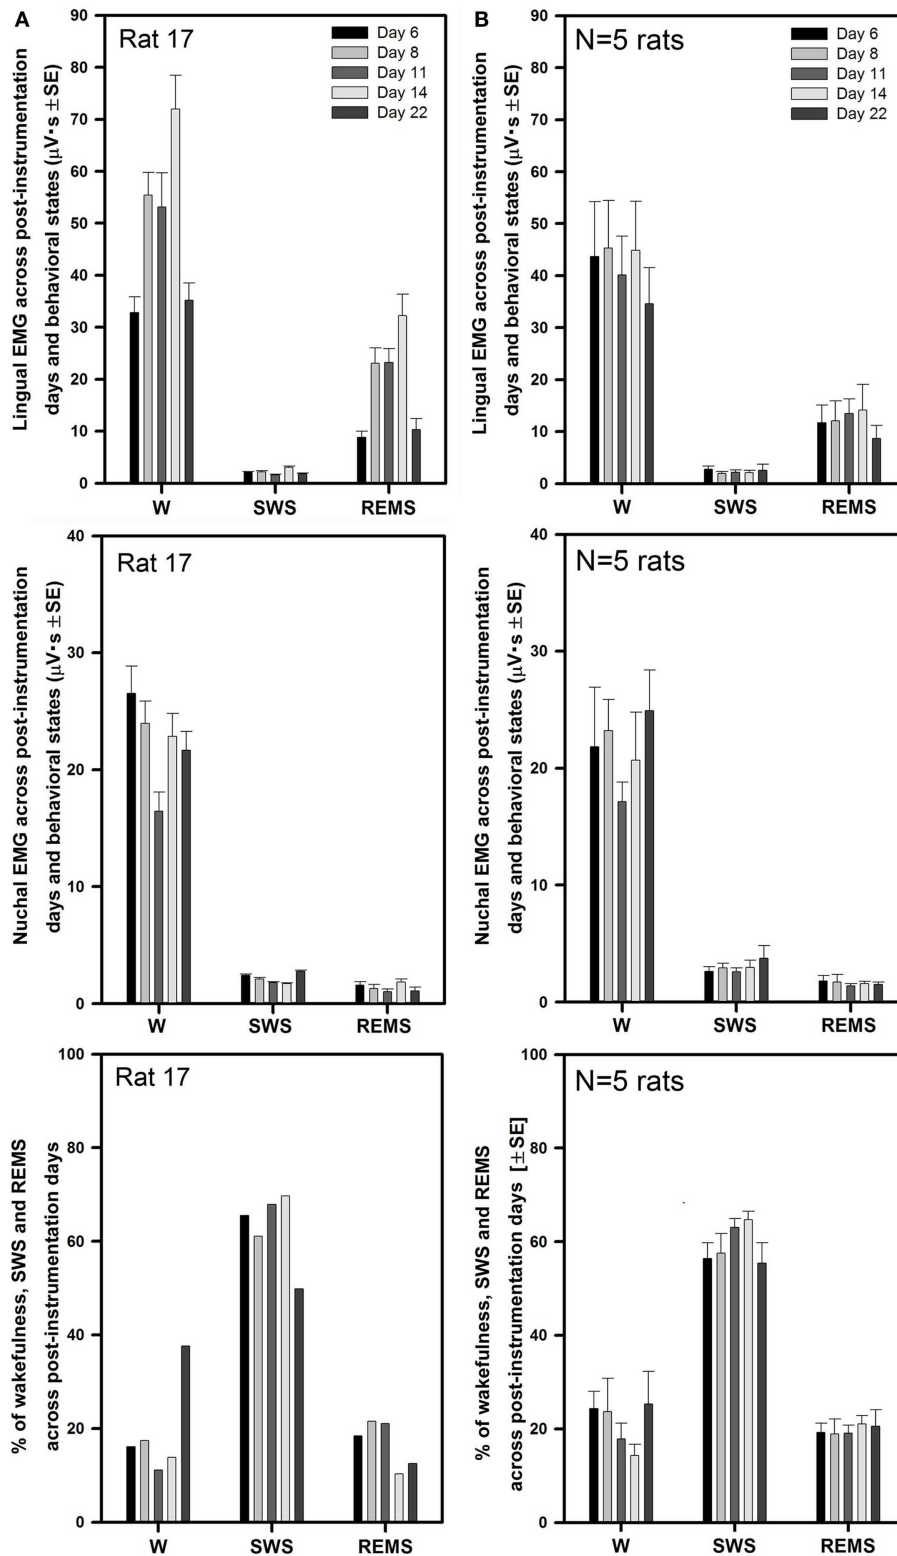 A
Lingual EMG across post-instrumentation
days and behavioral states (μV·s ±SE)
90
80
70
60
50
40
30
20
10
0
Rat 17
Day 6
Day 8
Day 11
Day 14
Day 22
W SWS REMS
B
Lingual EMG across post-instrumentation
days and behavioral states (μV·s ±SE)
90
80
70
60
50
40
30
20
10
0
N=5 rats
Day 6
Day 8
Day 11
Day 14
Day 22
W SWS REMS
Nuchal EMG across post-instrumentation
days and behavioral states (μV·s ±SE)
40
30
20
10
0
Rat 17
W SWS REMS
Nuchal EMG across post-instrumentation
days and behavioral states (μV·s ±SE)
40
30
20
10
0
N=5 rats
W SWS REMS
% of wakefulness, SWS and REMS
across post-instrumentation days
100
80
60
40
20
0
Rat 17
W SWS REMS
% of wakefulness, SWS and REMS
across post-instrumentation days [±SE]
100
80
60
40
20
0
N=5 rats
W SWS REMS